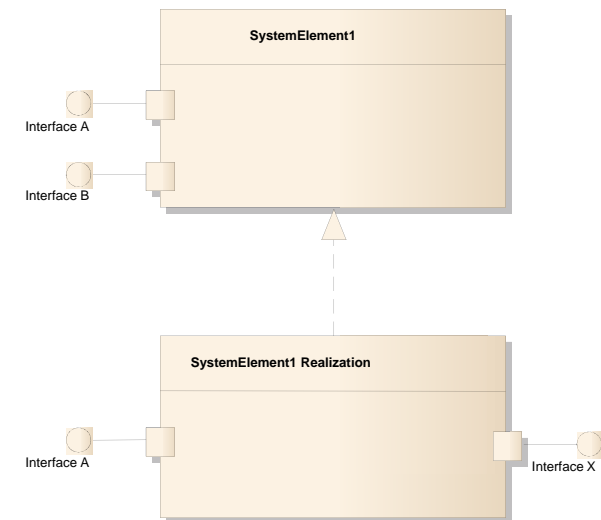 SystemElement1
Interface A
Interface B
SystemElement1 Realization
Interface A
Interface X